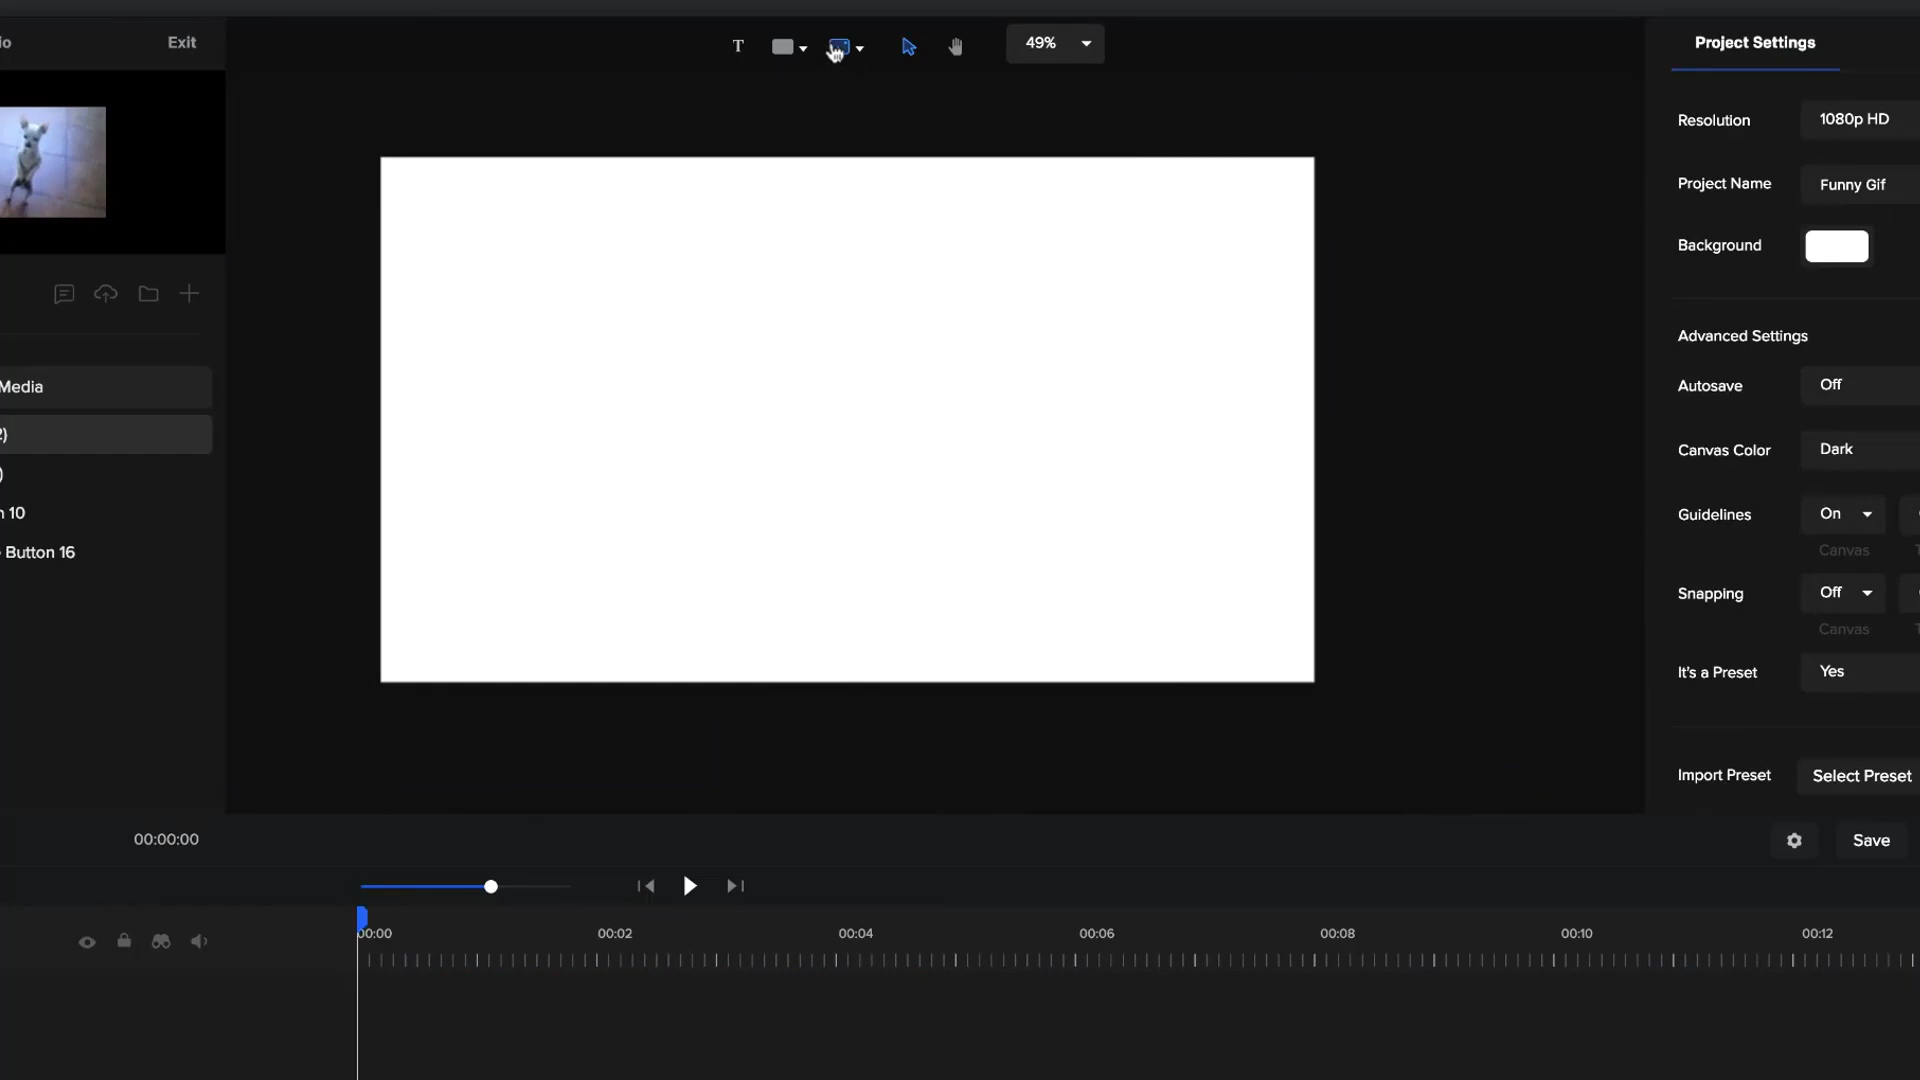 io
Exit
T
49%
Project Settings
Resolution
1080p HD
Project Name
Funny Gif
Background
Advanced Settings
Media
Autosave
Off
2)
Canvas Color
Dark
)
n 10
Guidelines
On
Canvas
T
Button 16
Snapping
Off
Canvas
T
It's a Preset
Yes
Import Preset
Select Preset
00:00:00
Save
00:00
00:02
00:04
00:06
00:08
00:10
00:12